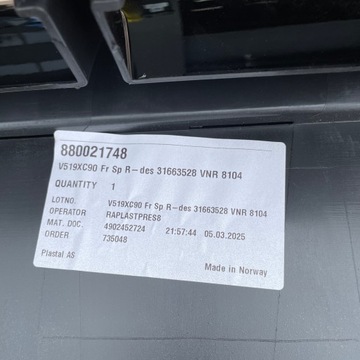 880021748
V519XC90 Fr Sp R-des 31663528 VNR 8104
QUANTITY 1
LOTNO. V519XC90 Fr Sp R-des 31663528 VNR 8104
OPERATOR RAPLASTPRES8
MAT. DOC. 4902452724 21:57:44 05.03.2025
ORDER 735048
Plastal AS Made in Norway